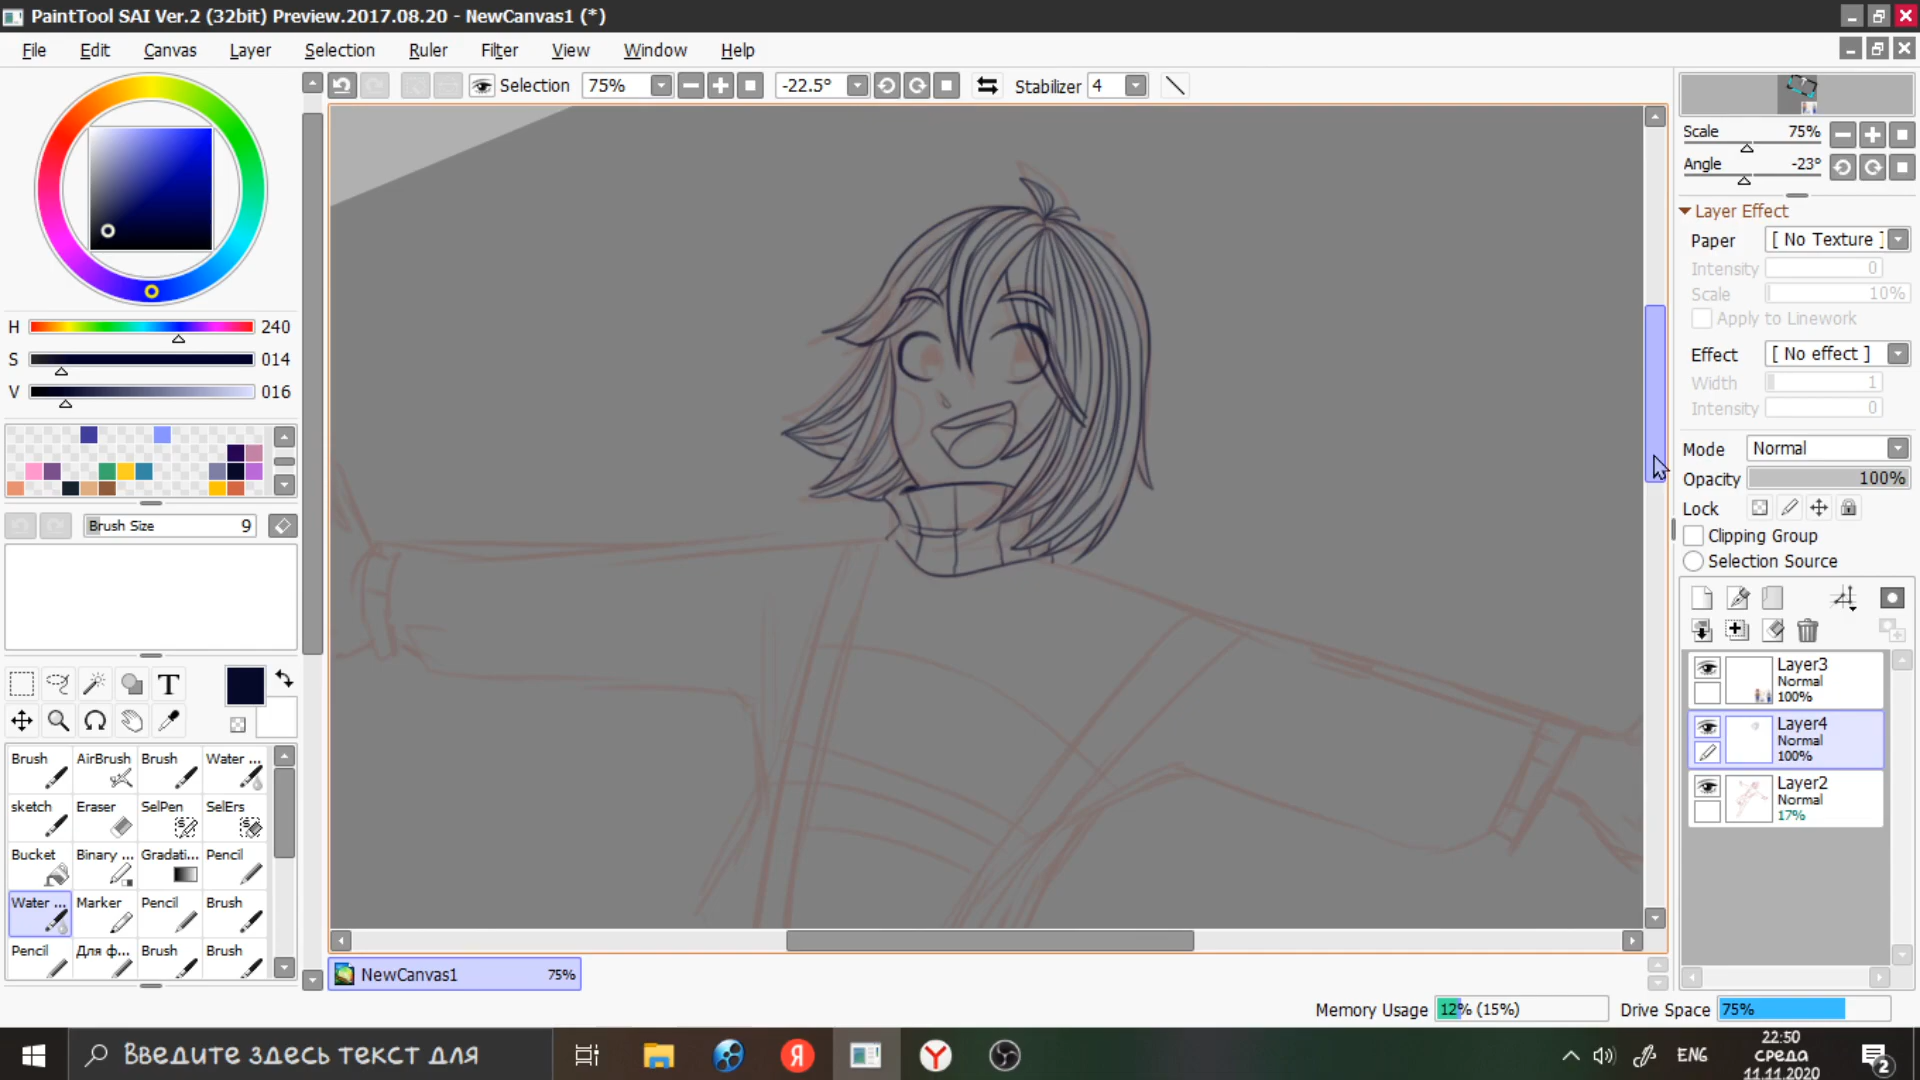 PaintTool SAI Ver.2 (32bit) Preview.2017.08.20 - NewCanvas1 (*)
File Edit Canvas Layer Selection Ruler Filter View Window Help
Selection 75% -22.5° Stabilizer 4
H 240
S 014
V 016
Brush Size 9
T
Brush AirBrush Brush Water ...
sketch Eraser SelPen SelErs
Bucket Binary ... Gradati... Pencil
Water ... Marker Pencil Brush
Pencil Для ф... Brush Brush
NewCanvas1 75%
Scale 75%
Angle -23°
Layer Effect
Paper [ No Texture ]
Intensity 0
Scale 10%
Apply to Linework
Effect [ No effect ]
Width 1
Intensity 0
Mode Normal
Opacity 100%
Lock
Clipping Group
Selection Source
Layer3
Normal
100%
Layer4
Normal
100%
Layer2
Normal
17%
Memory Usage 12% (15%) Drive Space 75%
Введите здесь текст для
Я Y ENG
22:50
среда
11.11.2020
2